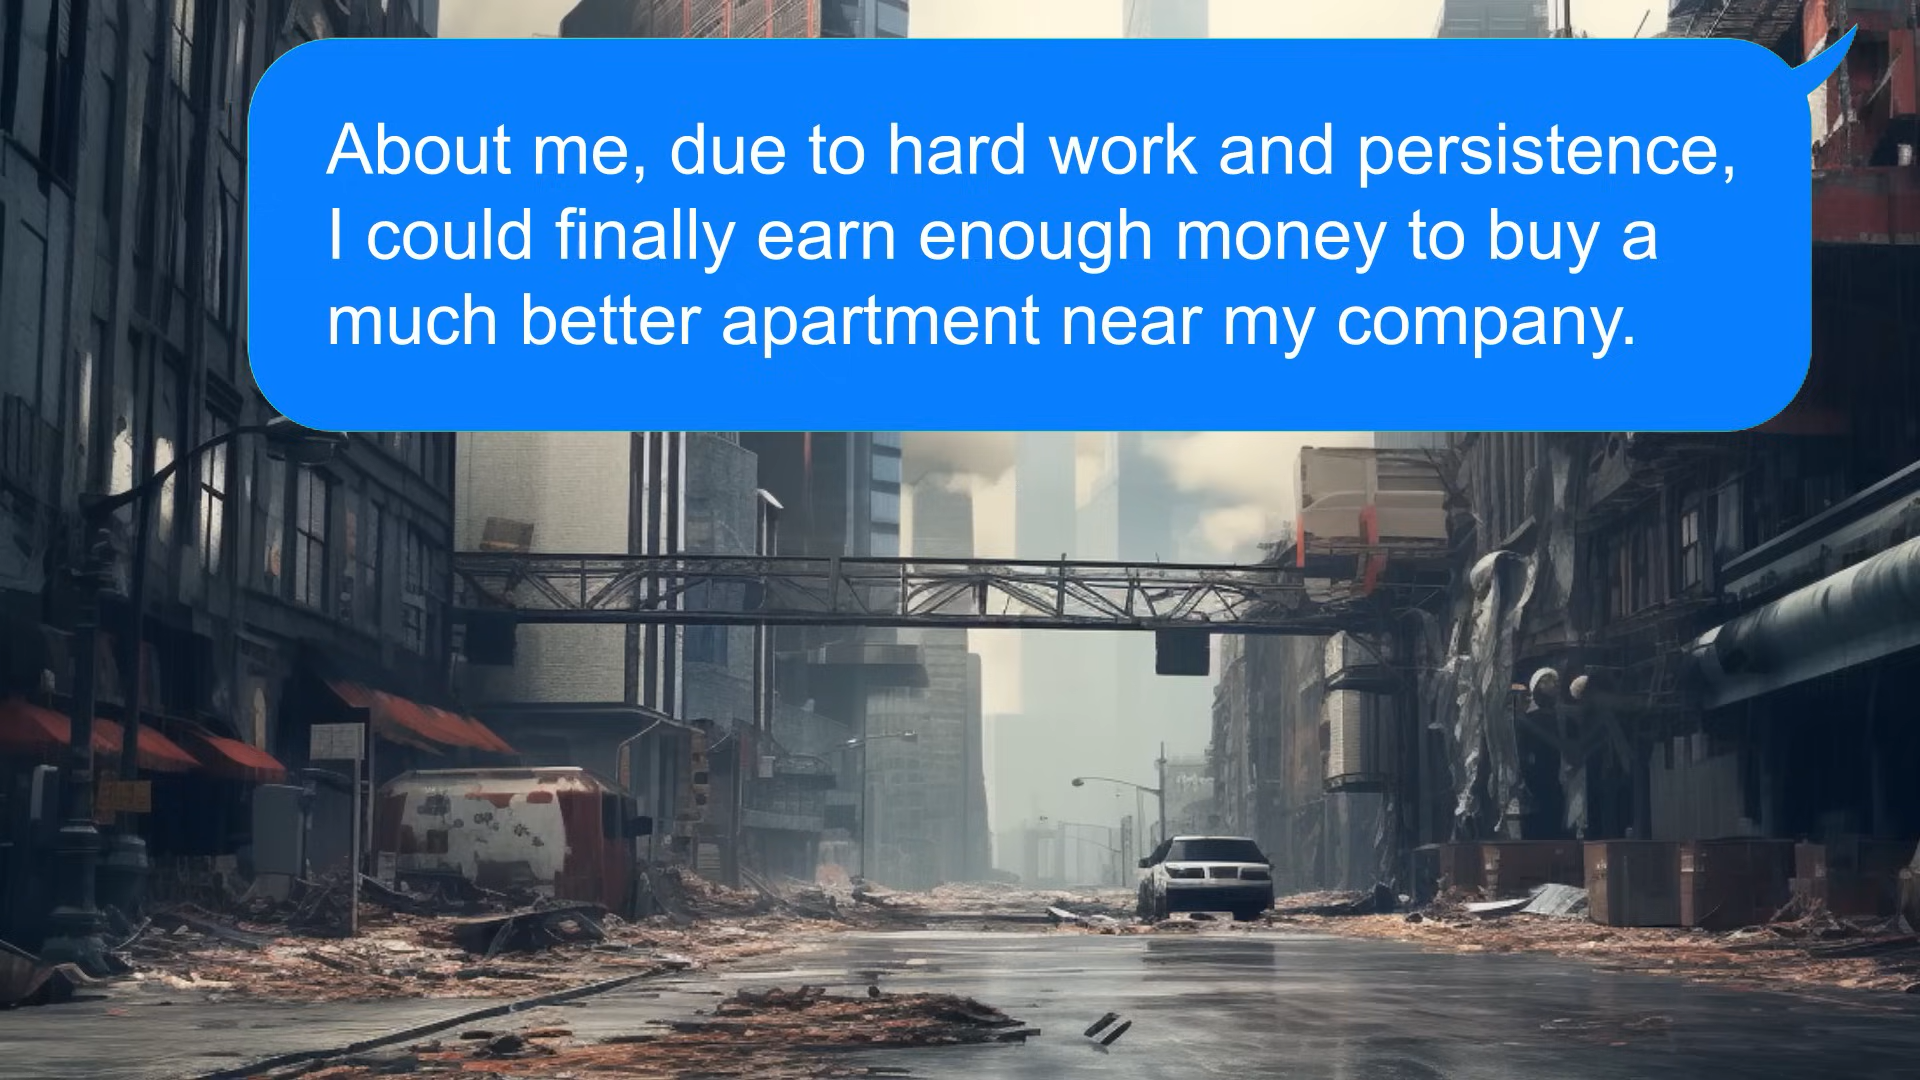 About me, due to hard work and persistence,
I could finally earn enough money to buy a
much better apartment near my company.